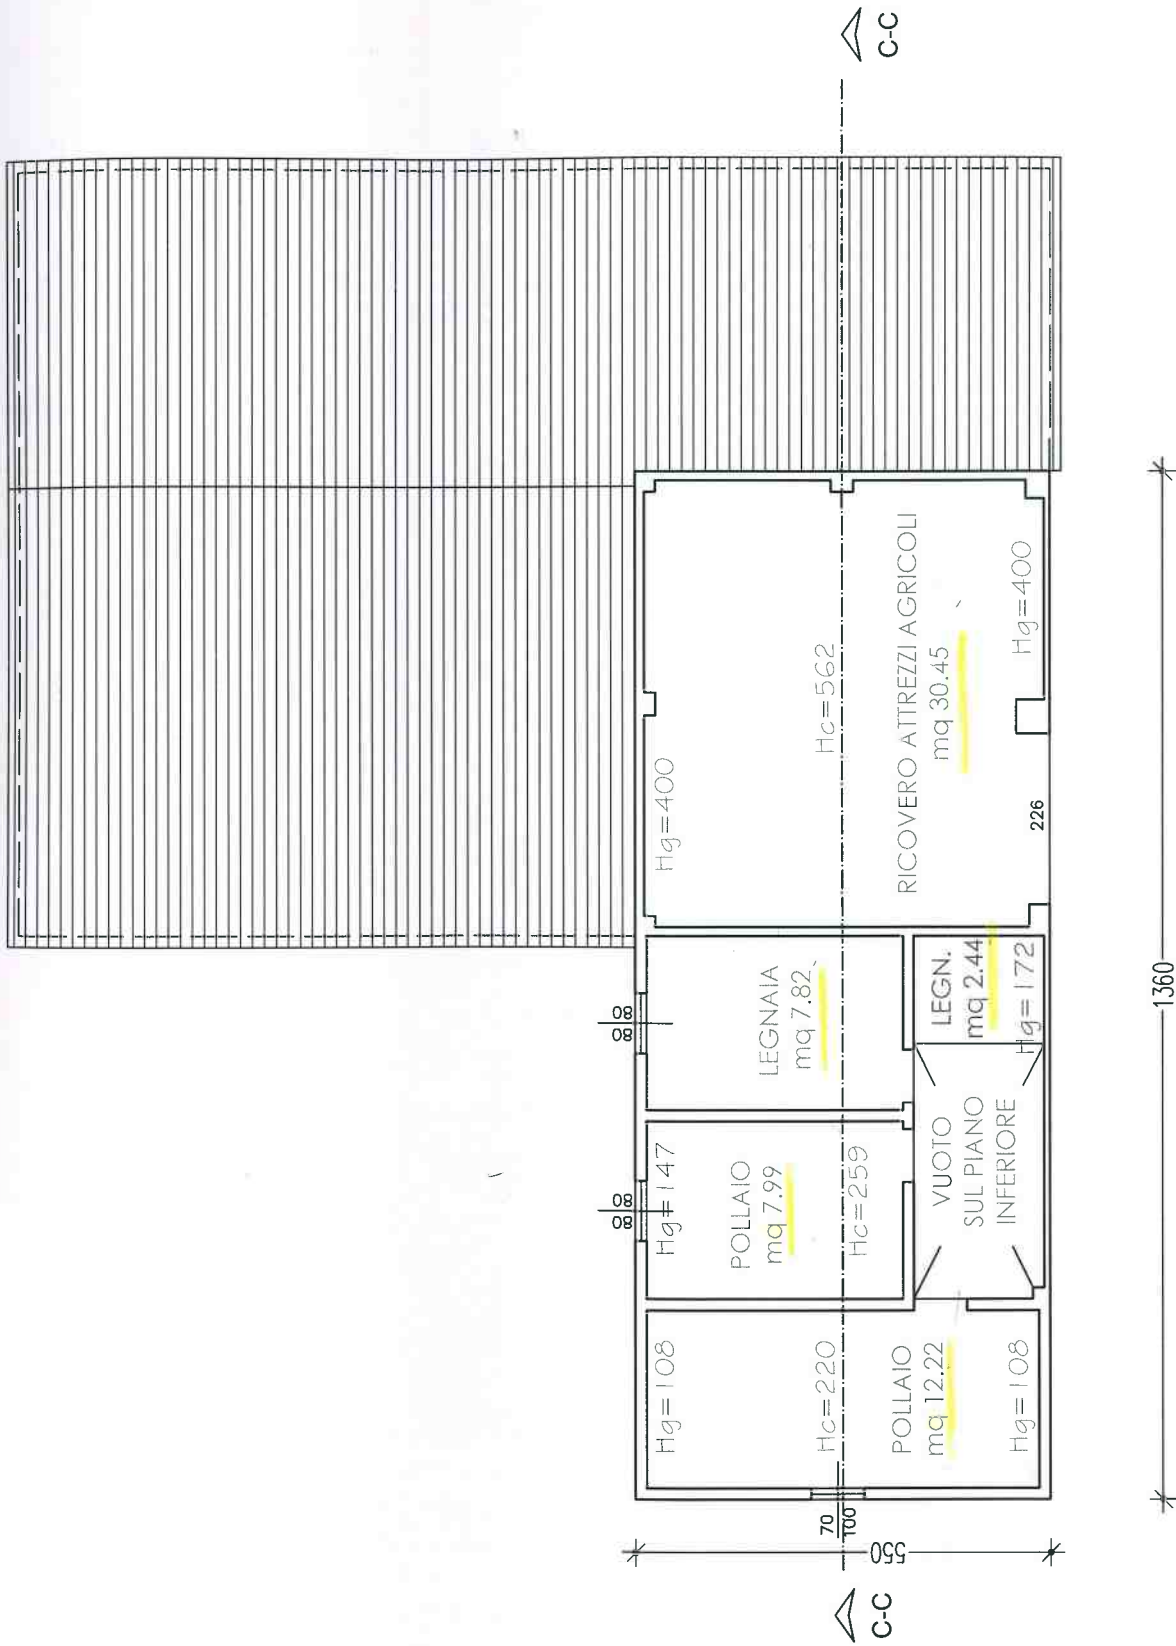 C-C
550
70
100
Hg=108
Hc=220
POLLAIO
mq 12.22
Hg=108
80
80
Hg=147
POLLAIO
mq 7.99
Hc=259
VUOTO
SUL PIANO
INFERIORE
80
80
LEGNAIA
mq 7.82
LEGN.
mq 2.44
Hg=172
Hg=400
Hc=562
RICOVERO ATTREZZI AGRICOLI
mq 30.45
226
Hg=400
1360
C-C